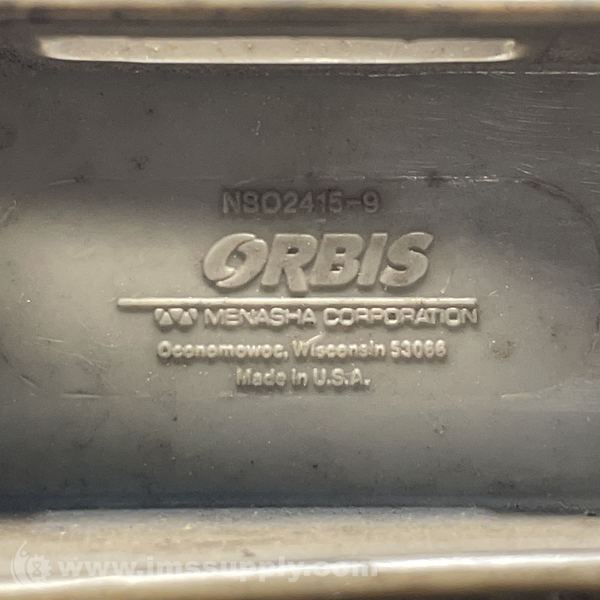 NSO2415-9
ORBIS
MENASHA CORPORATION
Oconomowoc, Wisconsin 53066
Made in U.S.A.
www.imssupply.com